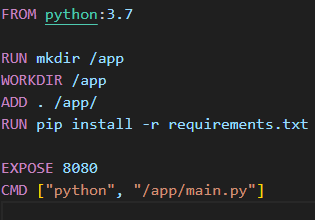 FROM python:3.7
RUN mkdir /app
WORKDIR /app
ADD . /app/
RUN pip install -r requirements.txt
EXPOSE 8080
CMD ["python", "/app/main.py"]